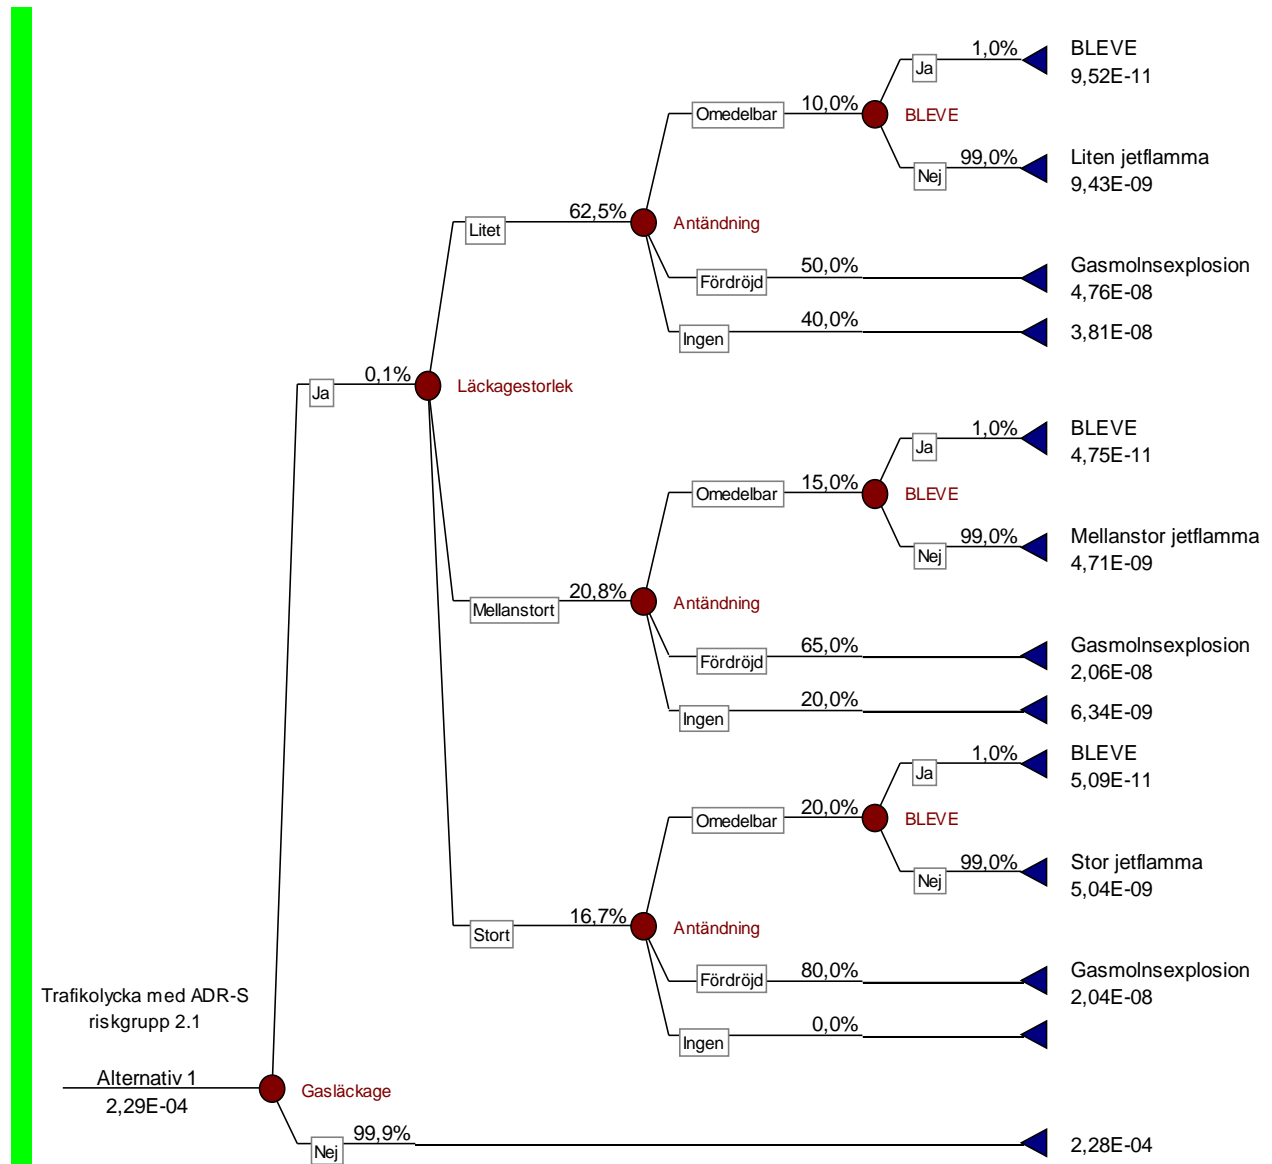 1,0%
BLEVE
Ja
9,52E-11
Omedelbar
10,0%
BLEVE
99,0%
Liten jetflamma
Nej
9,43E-09
62,5%
Litet
Antändning
50,0%
Gasmolnsexplosion
Fördröjd
4,76E-08
40,0%
Ingen
3,81E-08
0,1%
Ja
Läckagestorlek
1,0%
BLEVE
Ja
4,75E-11
Omedelbar
15,0%
BLEVE
99,0%
Mellanstor jetflamma
Nej
4,71E-09
20,8%
Mellanstort
Antändning
65,0%
Gasmolnsexplosion
Fördröjd
2,06E-08
20,0%
Ingen
6,34E-09
1,0%
BLEVE
Ja
5,09E-11
Omedelbar
20,0%
BLEVE
99,0%
Stor jetflamma
Nej
5,04E-09
16,7%
Stort
Antändning
80,0%
Gasmolnsexplosion
Fördröjd
2,04E-08
0,0%
Ingen
Trafikolycka med ADR-S
riskgrupp 2.1
Alternativ 1
2,29E-04
Gasläckage
99,9%
Nej
2,28E-04